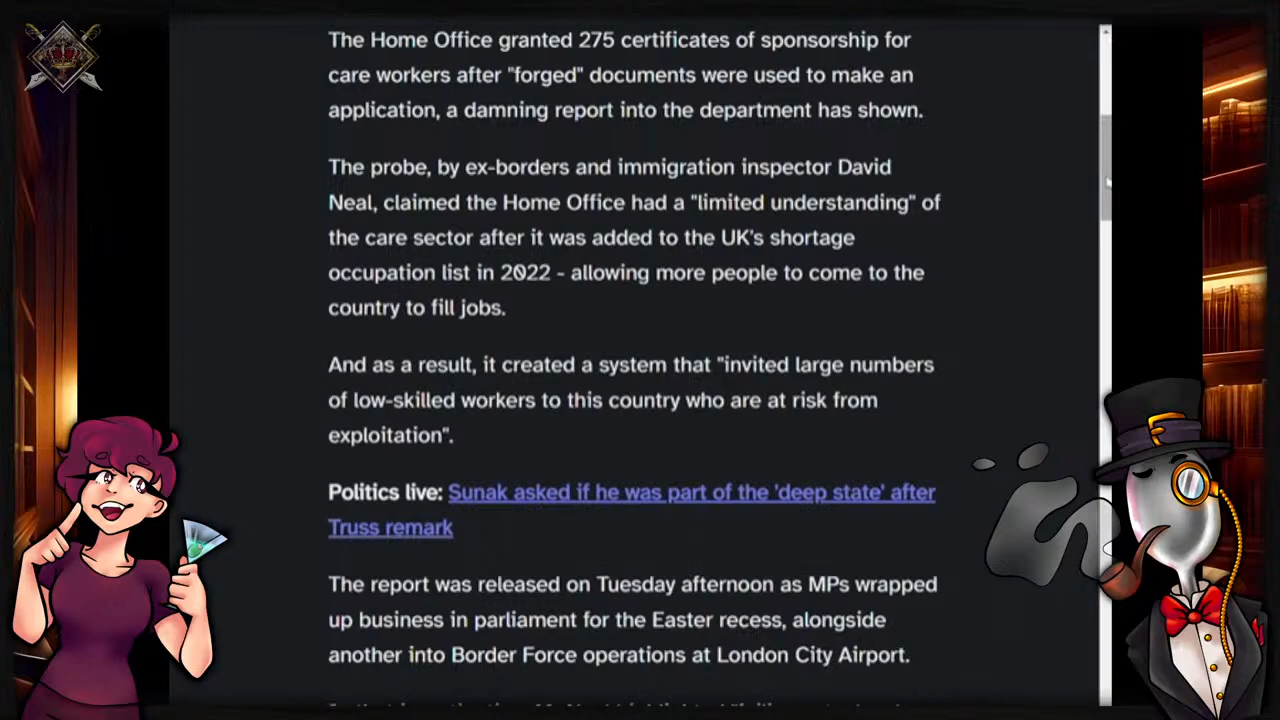 The Home Office granted 275 certificates of sponsorship for
care workers after "forged" documents were used to make an
application, a damning report into the department has shown.
The probe, by ex-borders and immigration inspector David
Neal, claimed the Home Office had a "limited understanding" of
the care sector after it was added to the UK's shortage
occupation list in 2022 - allowing more people to come to the
country to fill jobs.
And as a result, it created a system that "invited large numbers
of low-skilled workers to this country who are at risk from
exploitation".
Politics live: Sunak asked if he was part of the 'deep state' after
Truss remark
The report was released on Tuesday afternoon as MPs wrapped
up business in parliament for the Easter recess, alongside
another into Border Force operations at London City Airport.